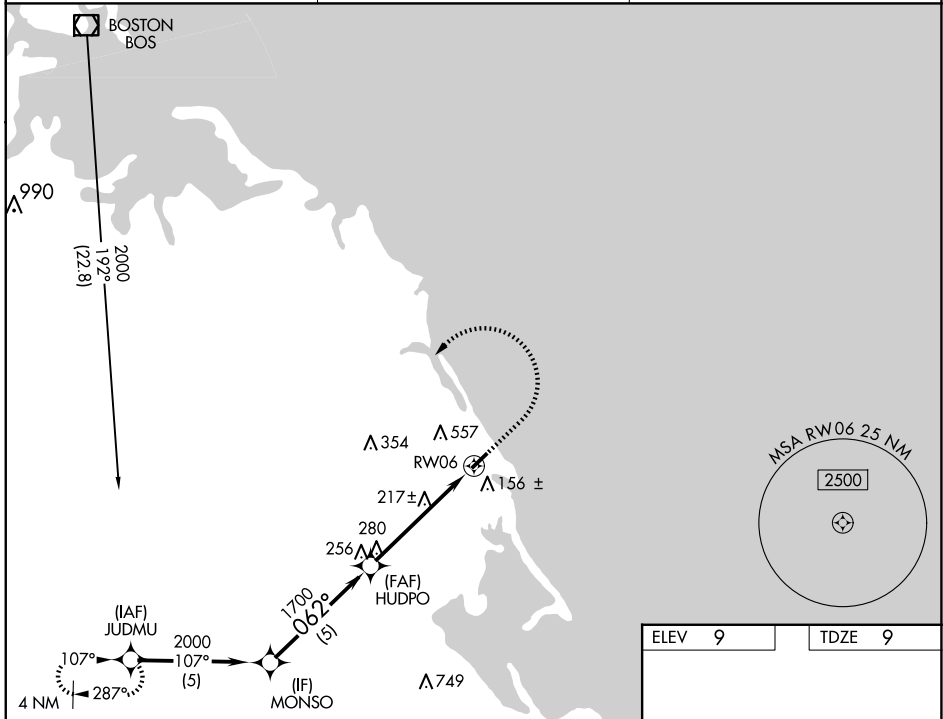 BOSTON
BOS
990
2000
192°
(22.8)
MSA RW06 25 NM
2500
557
354
RW06
156 ±
217±
280
256
(FAF)
HUDPO
1700
062°
(5)
(IAF)
JUDMU
2000
107°
107°
(5)
287°
4 NM
(IF)
MONSO
749
ELEV 9
TDZE 9